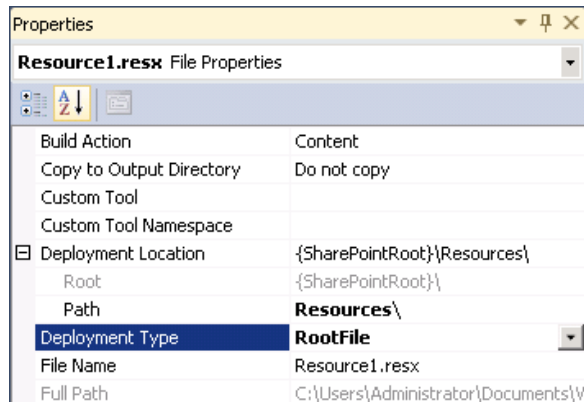 Properties
Resource1.resx File Properties
Build Action Content
Copy to Output Directory Do not copy
Custom Tool
Custom Tool Namespace
Deployment Location {SharePointRoot}\Resources\
Root {SharePointRoot}\
Path Resources\
Deployment Type RootFile
File Name Resource1.resx
Full Path C:\Users\Administrator\Documents\